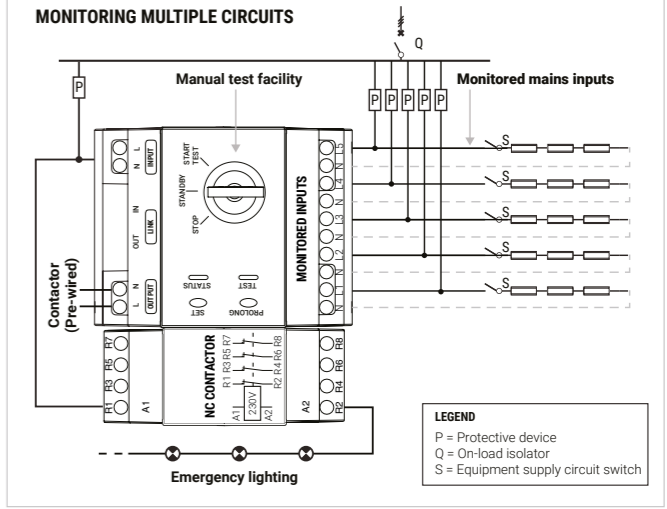 MONITORING MULTIPLE CIRCUITS
Q
P
Manual test facility
Monitored mains inputs
P P P P P
L
N
INPUT
IN
OUT
LINK
N
L
OUTPUT
START
TEST
STANDBY
STOP
STATUS
TEST
SET
PROLONG
MONITORED INPUTS
L5
N
L4
N
L3
N
L2
N
L1
N
S
S
S
S
S
Contactor
(Pre-wired)
R7
R5
R3
R1
A1
NC CONTACTOR
R1 R3 R5 R7
R2 R4 R6 R8
A1
230V
A2
A2
R8
R6
R4
R2
Emergency lighting
LEGEND
P = Protective device
Q = On-load isolator
S = Equipment supply circuit switch